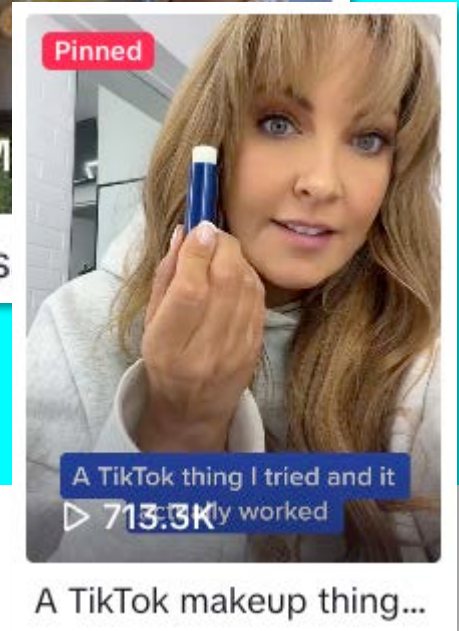 Pinned
A TikTok thing I tried and it
713.3K
worked
A TikTok makeup thing...